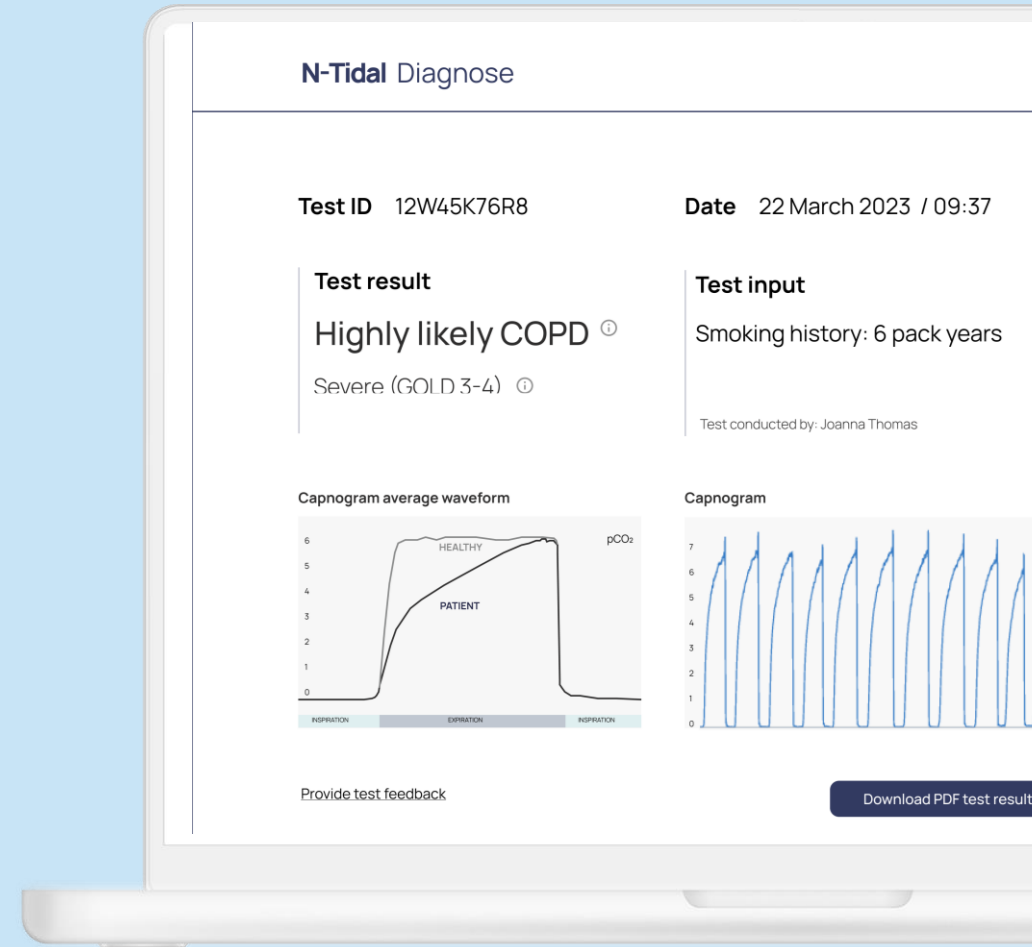 N-Tidal Diagnose
Test ID 12W45K76R8
Date 22 March 2023 / 09:37
Test result
Highly likely COPD
Severe (GOLD 3-4)
Test input
Smoking history: 6 pack years
Test conducted by: Joanna Thomas
Capnogram average waveform
6
5
4
3
2
1
0
HEALTHY
pCO₂
PATIENT
INSPIRATION
EXPIRATION
INSPIRATION
Capnogram
7
6
5
4
3
2
1
0
Provide test feedback
Download PDF test result